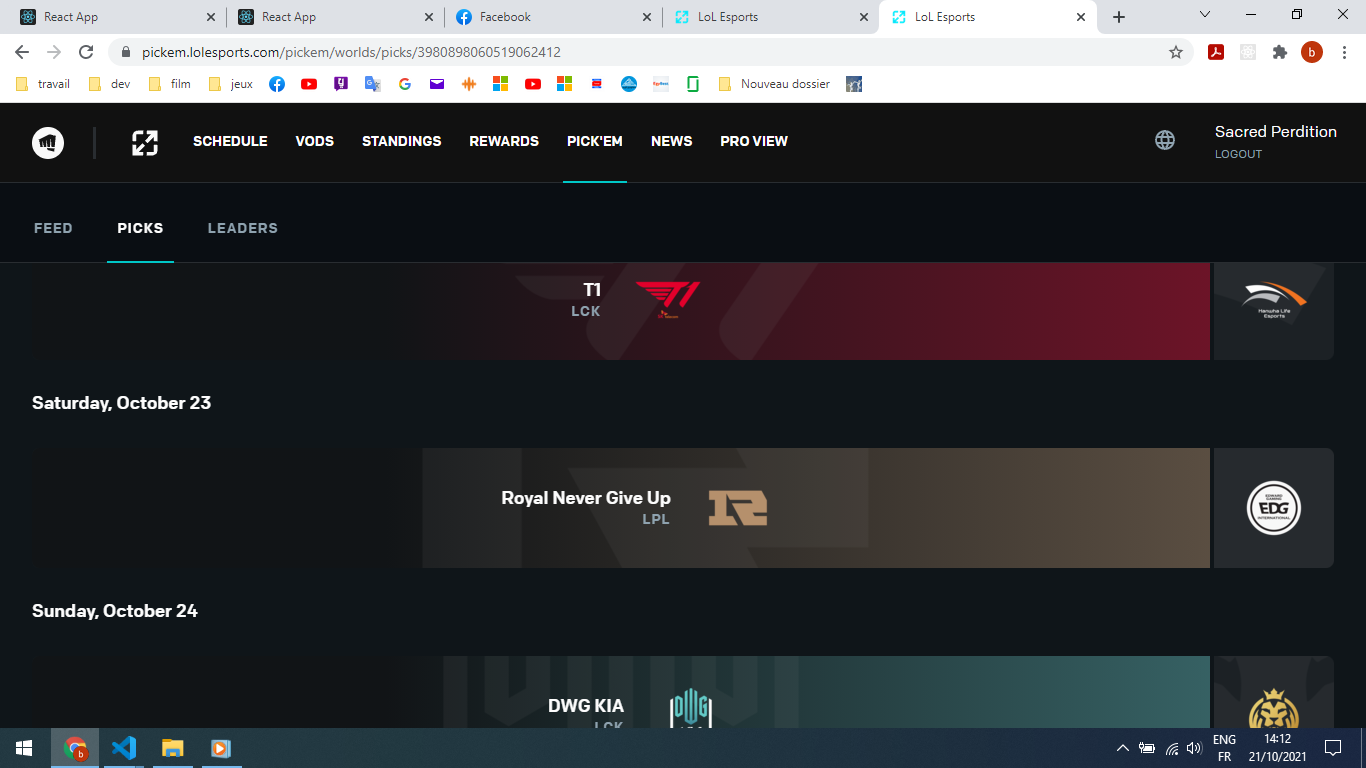 React App
React App
Facebook
LoL Esports
LoL Esports
pickem.lolesports.com/pickem/worlds/picks/3980898060519062412
b
travail
dev
film
jeux
Nouveau dossier
SCHEDULE
VODS
STANDINGS
REWARDS
PICK'EM
NEWS
PRO VIEW
Sacred Perdition
LOGOUT
FEED
PICKS
LEADERS
T1
LCK
T1
Hanwha Life
Esports
Saturday, October 23
Royal Never Give Up
LPL
EDWARD
GAMING
EDG
INTERNATIONAL
Sunday, October 24
DWG KIA
LCK
DWG
b
ENG
FR
14:12
21/10/2021